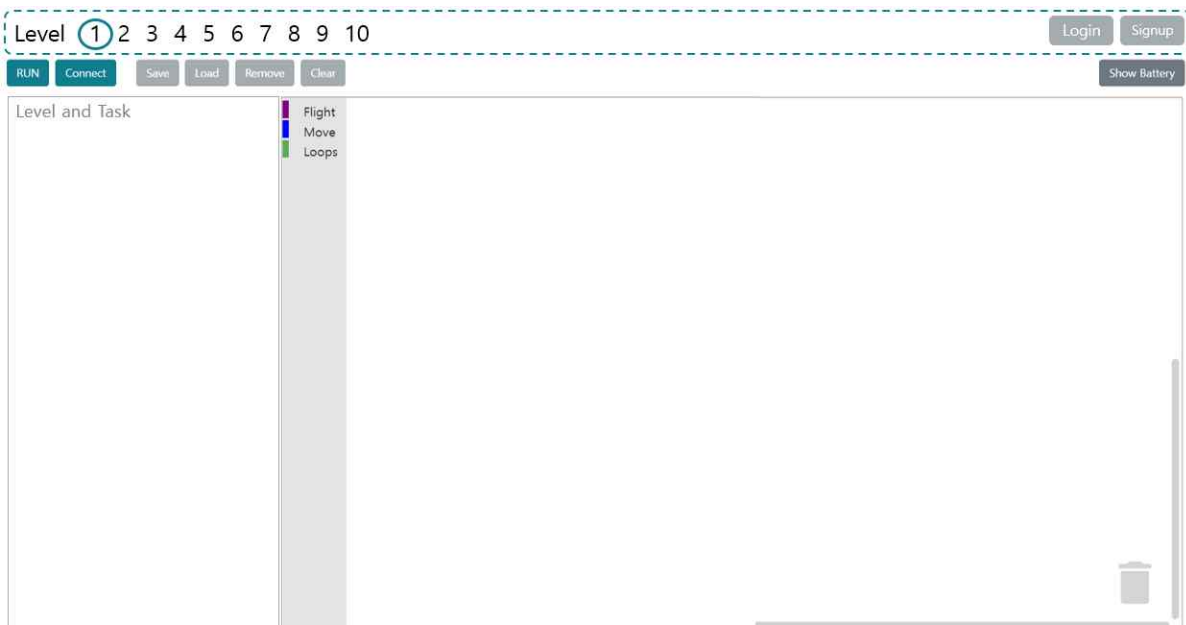 Level 1 2 3 4 5 6 7 8 9 10 Login Signup
RUN Connect Save Load Remove Clear Show Battery
Level and Task
Flight
Move
Loops